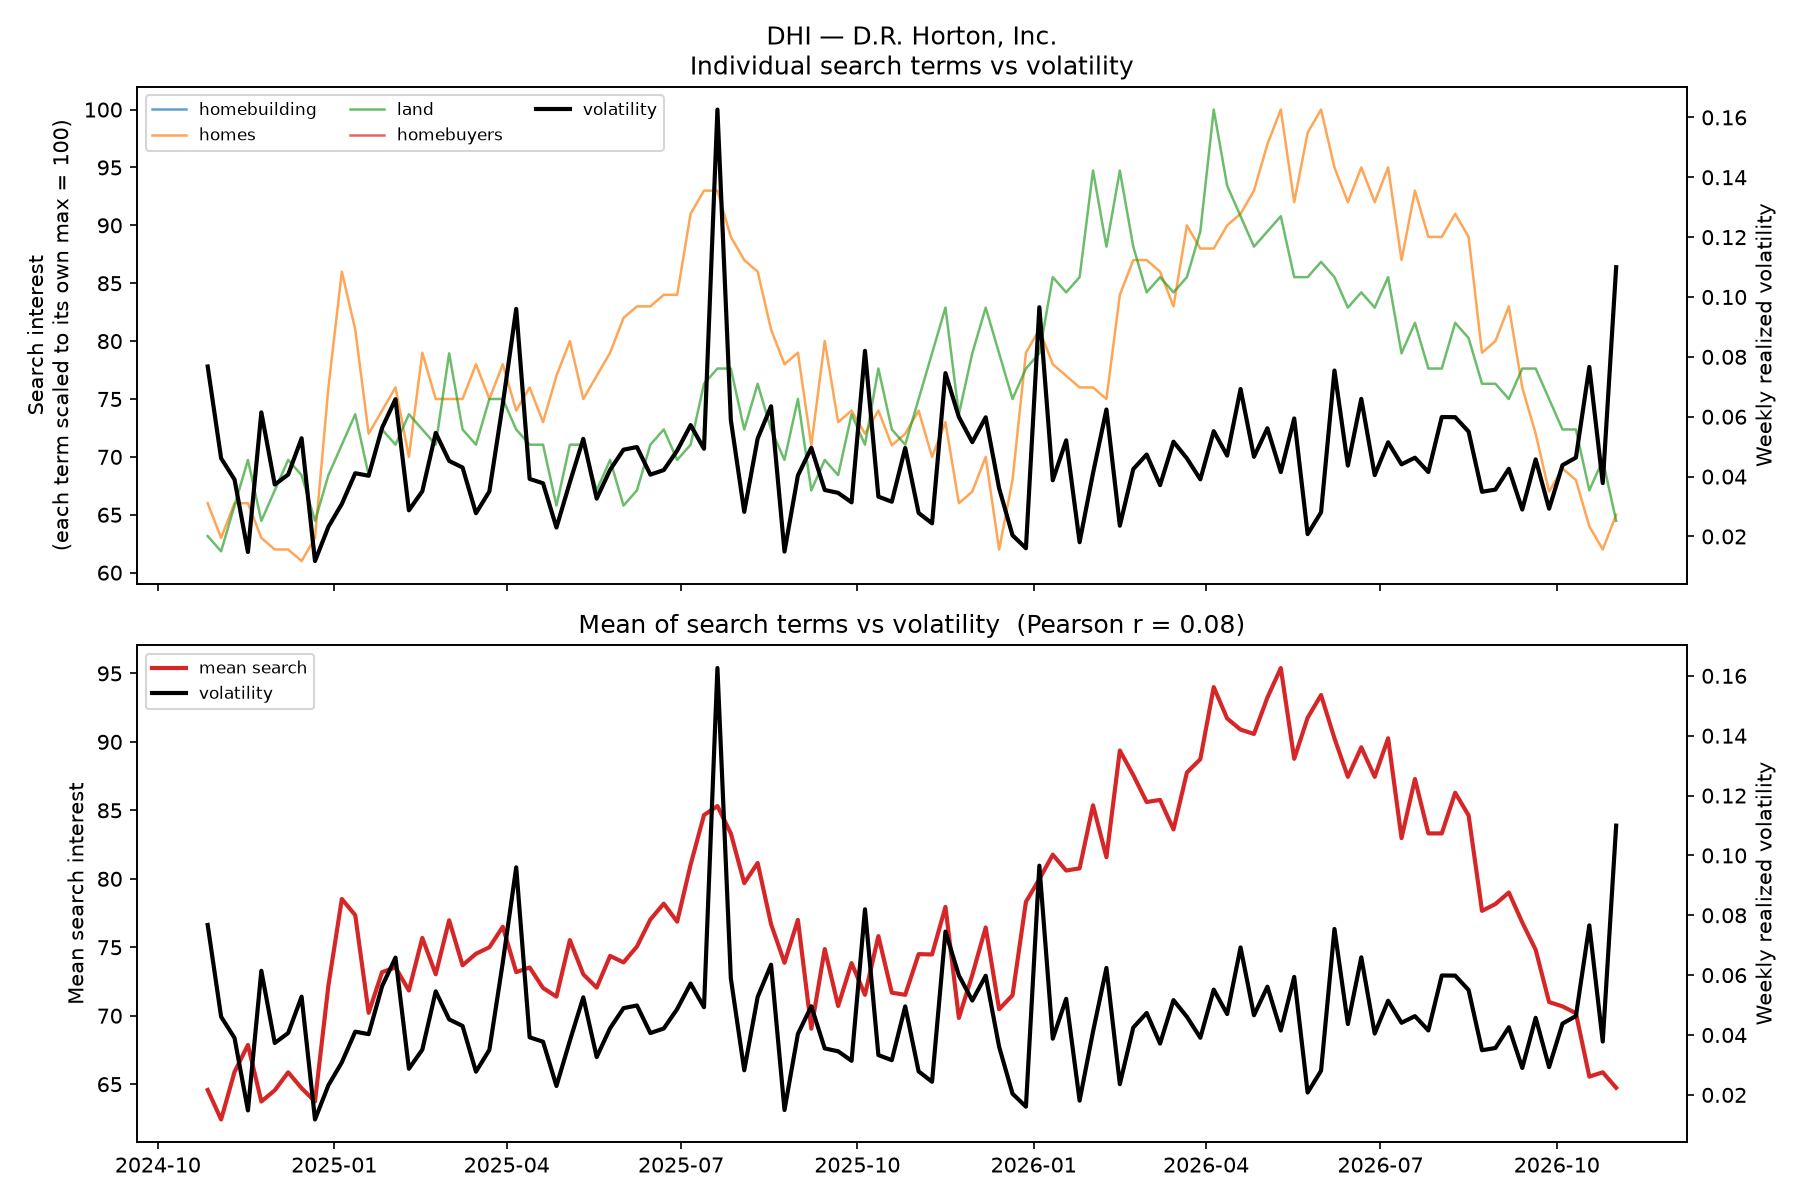 DHI — D.R. Horton, Inc.
Individual search terms vs volatility
homebuilding
homes
land
homebuyers
volatility
Search interest
(each term scaled to its own max = 100)
100
95
90
85
80
75
70
65
60
Weekly realized volatility
0.16
0.14
0.12
0.10
0.08
0.06
0.04
0.02
Mean of search terms vs volatility  (Pearson r = 0.08)
mean search
volatility
Mean search interest
95
90
85
80
75
70
65
Weekly realized volatility
0.16
0.14
0.12
0.10
0.08
0.06
0.04
0.02
2024-10
2025-01
2025-04
2025-07
2025-10
2026-01
2026-04
2026-07
2026-10